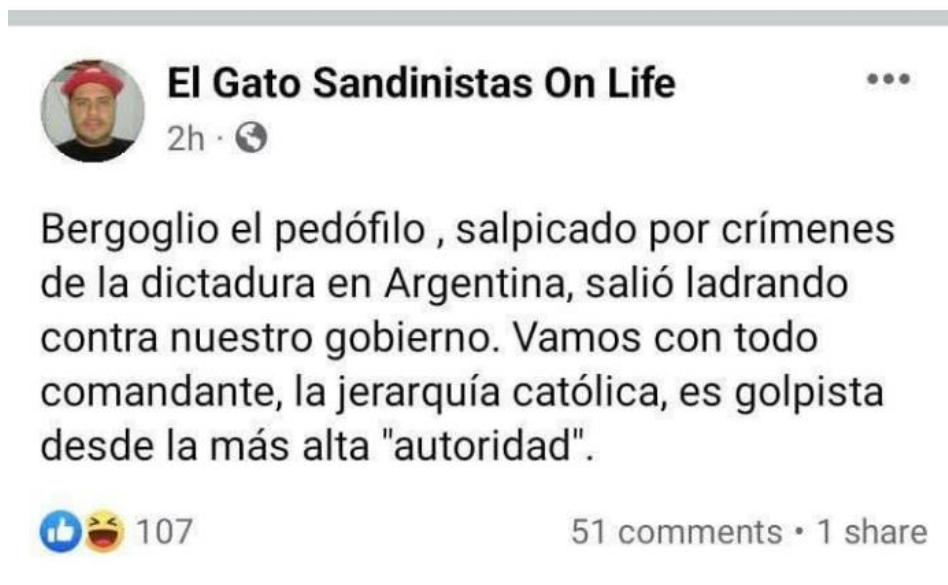 El Gato Sandinistas On Life
2h ·
Bergoglio el pedófilo , salpicado por crímenes
de la dictadura en Argentina, salió ladrando
contra nuestro gobierno. Vamos con todo
comandante, la jerarquía católica, es golpista
desde la más alta "autoridad".
107 51 comments • 1 share